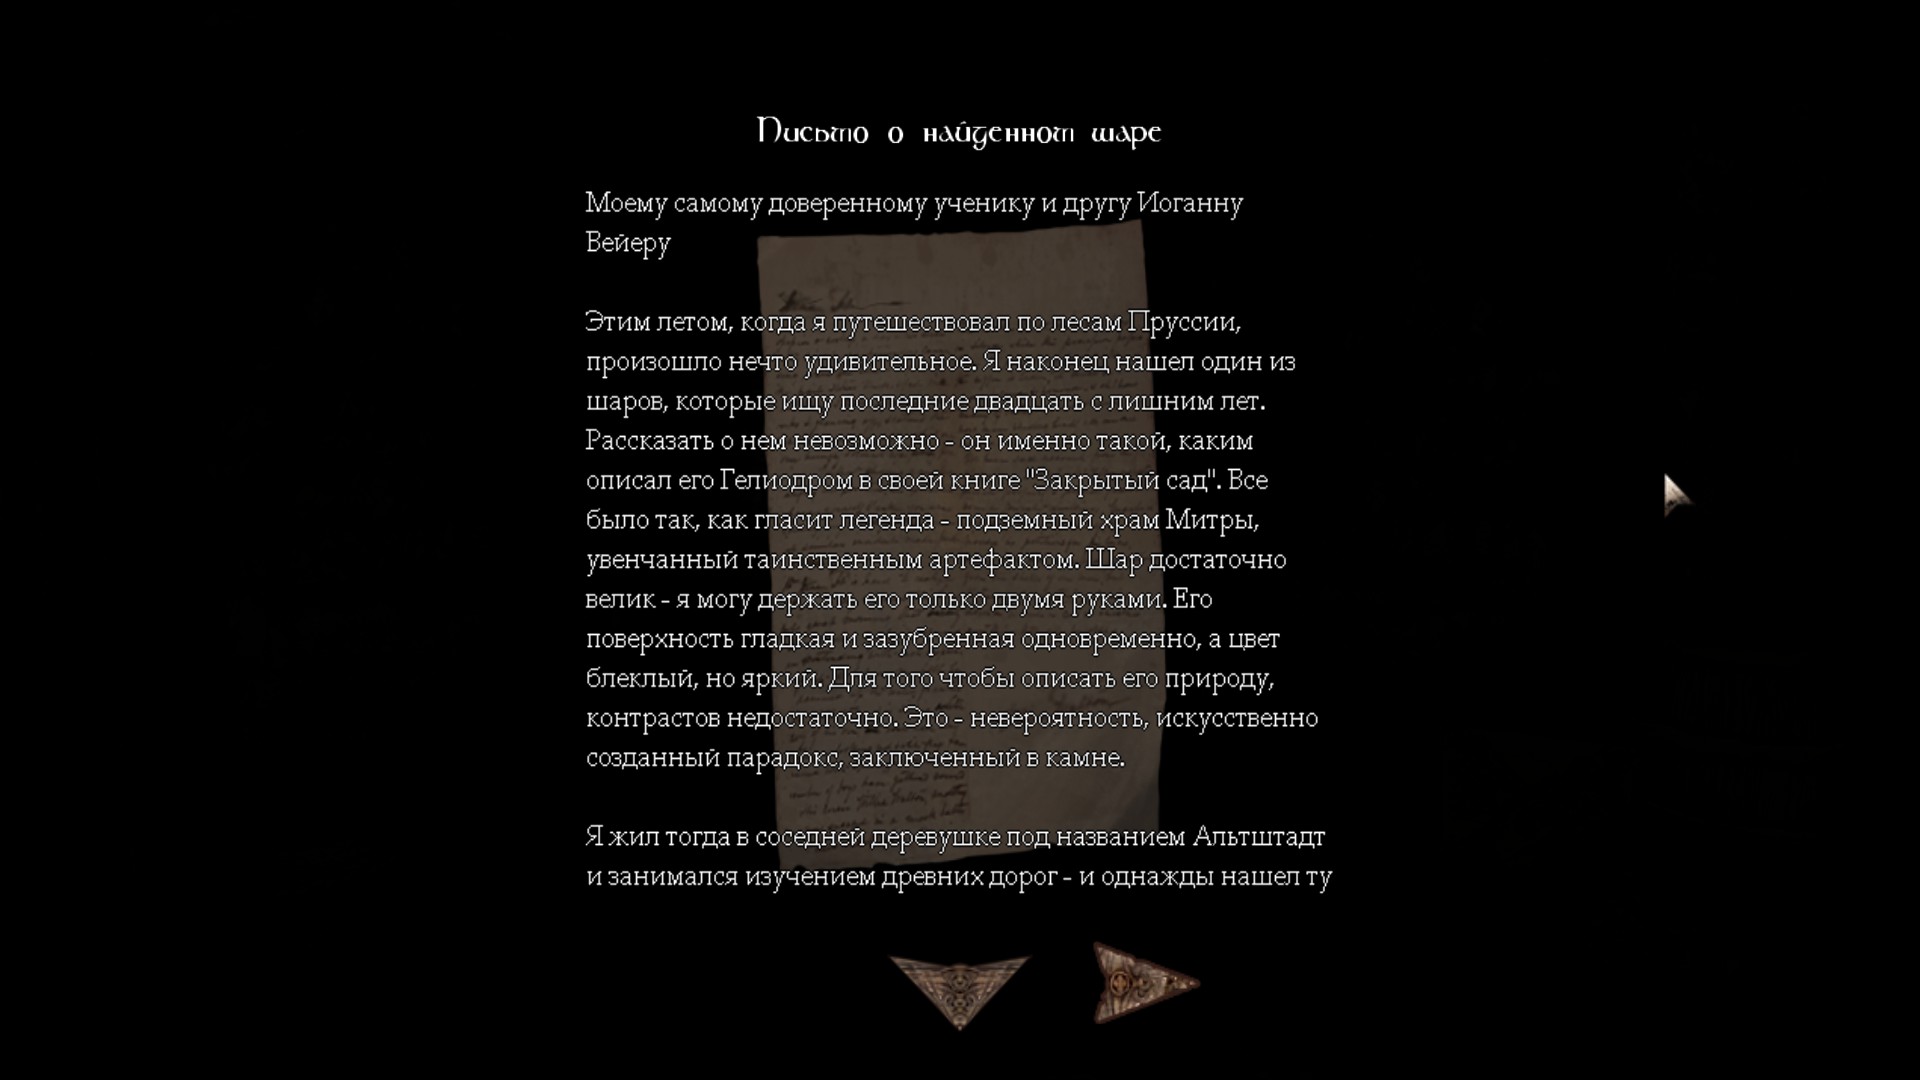 Письмо о найденном шаре
Моему самому доверенному ученику и другу Иоганну
Вейеру
Этим летом, когда я путешествовал по лесам Пруссии,
произошло нечто удивительное. Я наконец нашел один из
шаров, которые ищу последние двадцать с лишним лет.
Рассказать о нем невозможно - он именно такой, каким
описал его Гелиодром в своей книге "Закрытый сад". Все
было так, как гласит легенда - подземный храм Митры,
увенчанный таинственным артефактом. Шар достаточно
велик - я могу держать его только двумя руками. Его
поверхность гладкая и зазубренная одновременно, а цвет
блеклый, но яркий. Для того чтобы описать его природу,
контрастов недостаточно. Это - невероятность, искусственно
созданный парадокс, заключенный в камне.
Я жил тогда в соседней деревушке под названием Альтштадт
и занимался изучением древних дорог - и однажды нашел ту